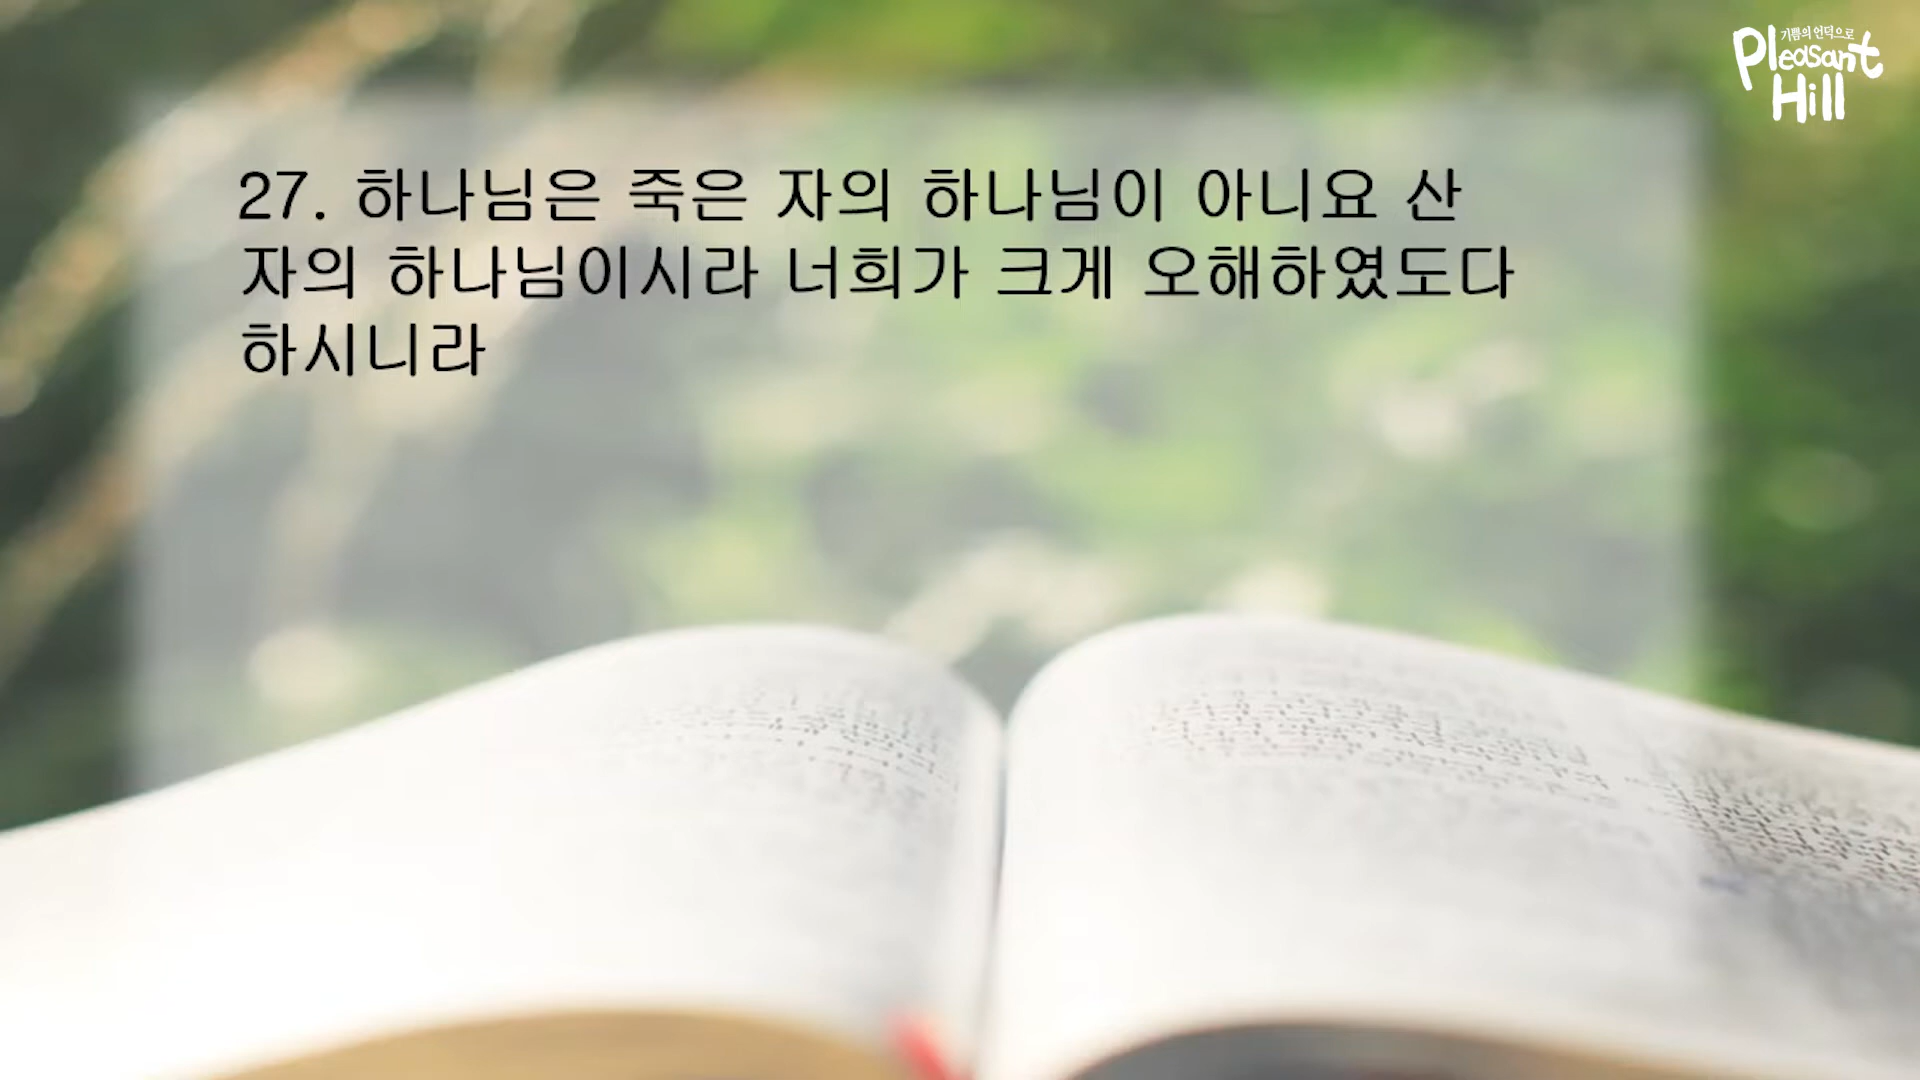 기쁨의 언덕으로
Pleasant
Hill
27. 하나님은 죽은 자의 하나님이 아니요 산
자의 하나님이시라 너희가 크게 오해하였도다
하시니라